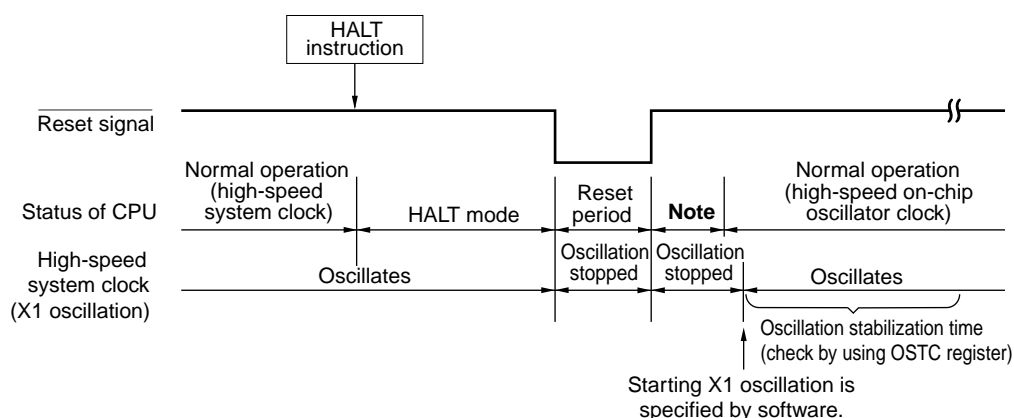 HALT
instruction
Reset signal
Normal operation
(high-speed
system clock)
Status of CPU
HALT mode
Reset
period
Note
Normal operation
(high-speed on-chip
oscillator clock)
High-speed
system clock
(X1 oscillation)
Oscillates
Oscillation
stopped
Oscillation
stopped
Oscillates
Oscillation stabilization time
(check by using OSTC register)
Starting X1 oscillation is
specified by software.